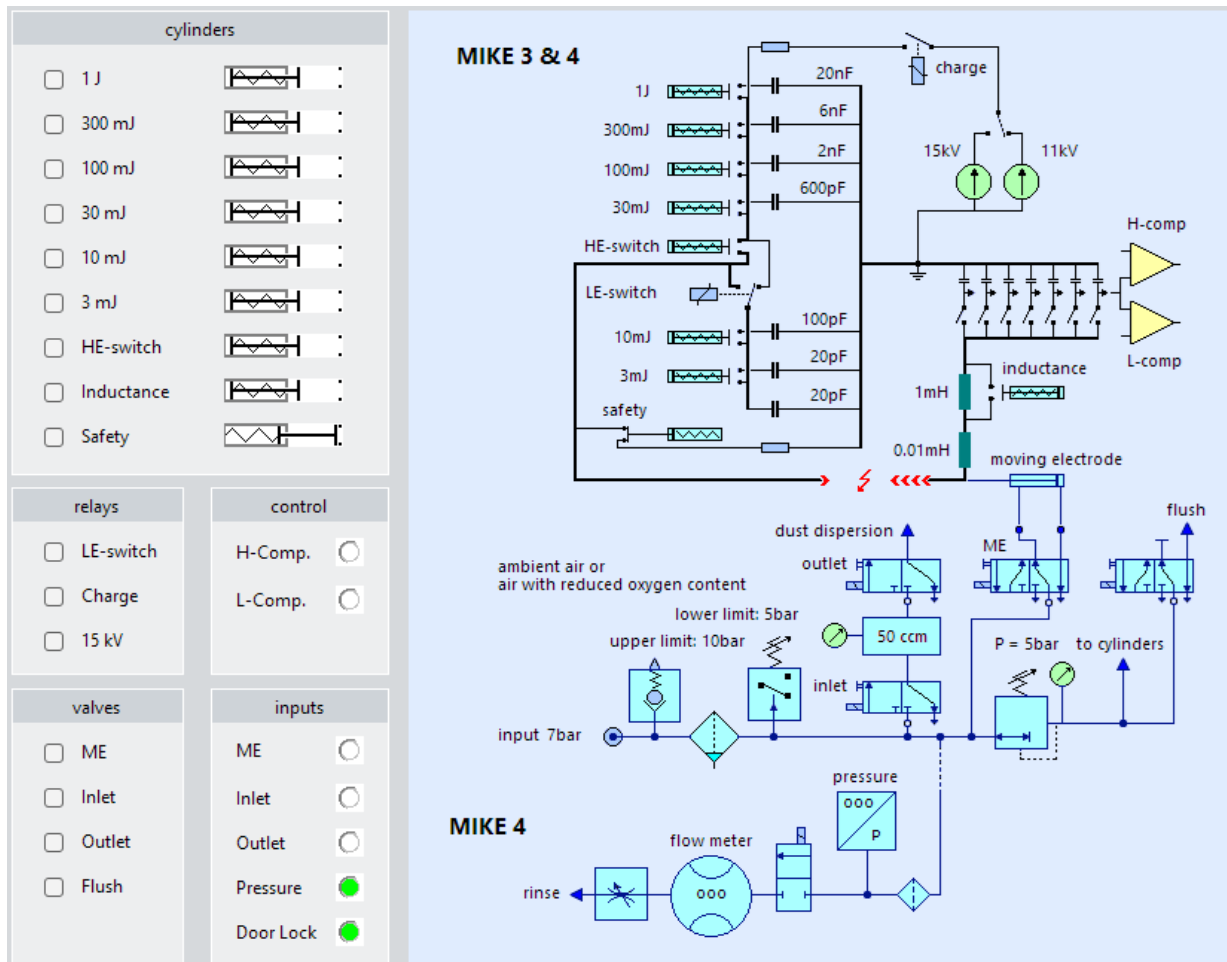 cylinders
1 J
300 mJ
100 mJ
30 mJ
10 mJ
3 mJ
HE-switch
Inductance
Safety
relays
LE-switch
Charge
15 kV
control
H-Comp.
L-Comp.
valves
ME
Inlet
Outlet
Flush
inputs
ME
Inlet
Outlet
Pressure
Door Lock
MIKE 3 & 4
charge
20nF
1J
6nF
300mJ
2nF
100mJ
600pF
30mJ
15kV
11kV
HE-switch
H-comp
LE-switch
100pF
10mJ
20pF
3mJ
20pF
L-comp
inductance
1mH
safety
0.01mH
moving electrode
dust dispersion
flush
outlet
ME
ambient air or
air with reduced oxygen content
lower limit: 5bar
upper limit: 10bar
50 ccm
P = 5bar
to cylinders
inlet
input 7bar
pressure
ooo
P
MIKE 4
flow meter
ooo
rinse